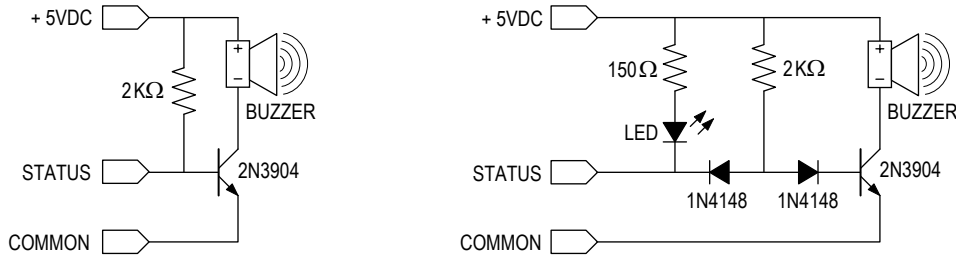 + 5VDC
+
−
2KΩ
BUZZER
STATUS
2N3904
COMMON
+ 5VDC
150Ω
2KΩ
+
−
BUZZER
LED
STATUS
2N3904
1N4148
1N4148
COMMON